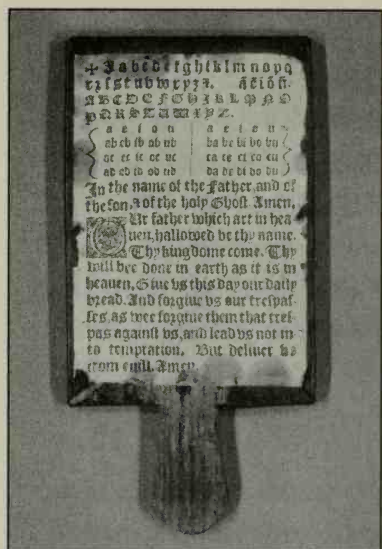 ✠ A a b c d e f g h i k l m n o p q
r ꝛ ſ s t u v w x y z ⁊. ã ẽ ĩ õ ũ.
A B C D E F G H I K L M N O
P Q R S T U W X Y Z.
a e i o u a e i o u
ab eb ib ob ub ba be bi bo bu
ac ec ic oc uc ca ce ci co cu
ad ed id od ud da de di do du
In the name of the Father, and of
the ſon, ⁊ of the holy Ghoſt Amen.
OUr father which art in hea
uen, hallowed be thy name.
Thy kingdome come. Thy
will bee done in earth as it is in
heauen, Giue vs this day our daily
bread. And forgiue vs our treſpaſ-
ſes, as wee forgiue them that treſ-
pas againſt vs, and lead vs not in
to temptation, But deliuer vs
from euill. Amen